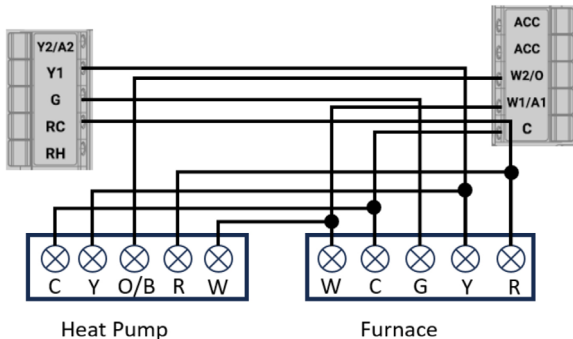 Y2/A2
Y1
G
RC
RH
ACC
ACC
W2/O
W1/A1
C
C Y O/B R W
W C G Y R
Heat Pump
Furnace